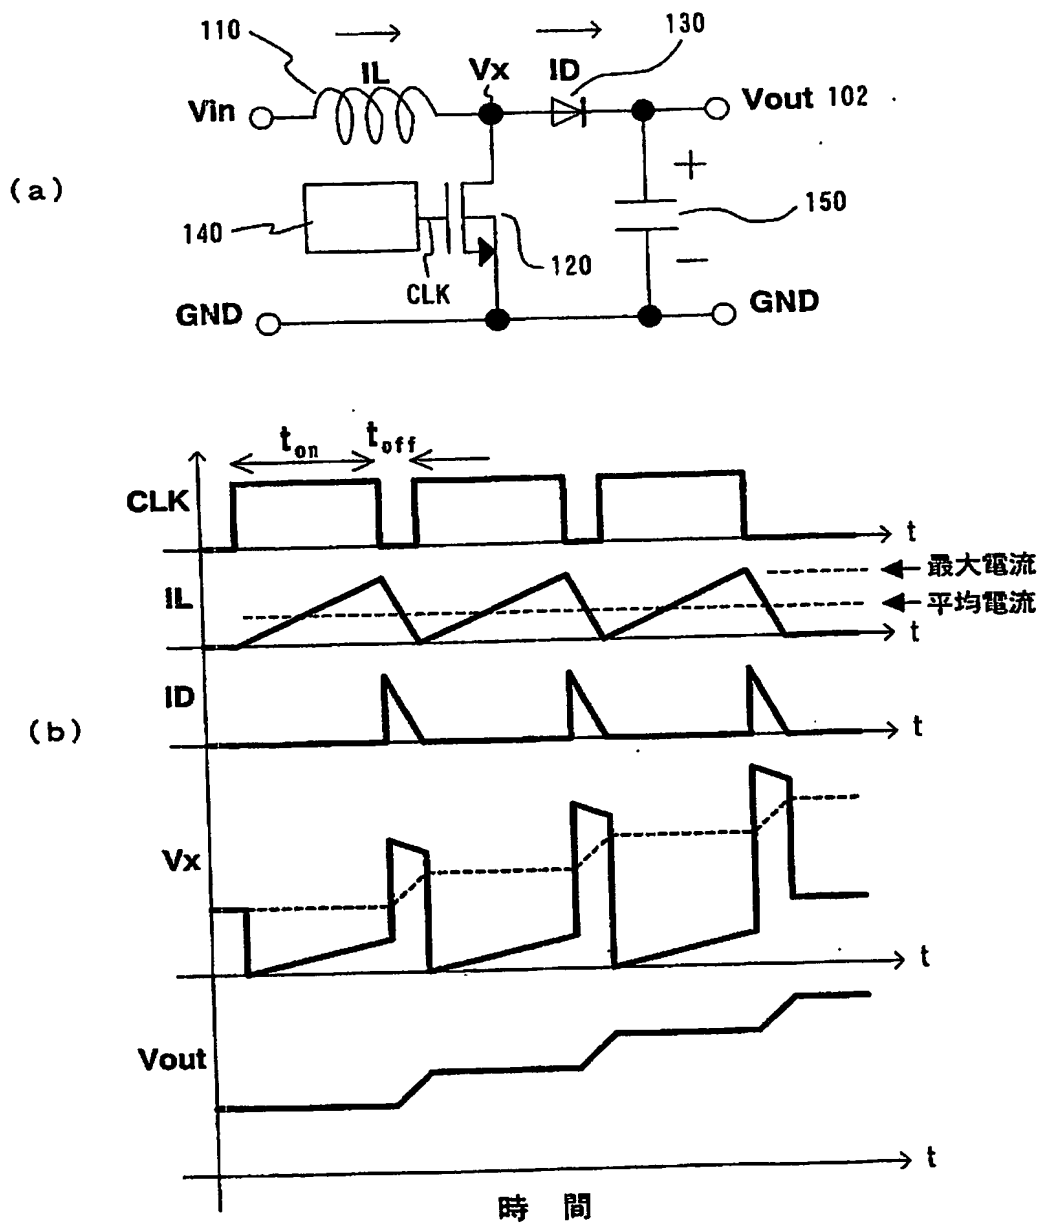 110
130
IL
Vx
ID
Vin
Vout 102
(a)
+
150
140
120
−
CLK
GND
GND
ton
toff
CLK
t
最大電流
IL
平均電流
t
ID
t
(b)
Vx
t
Vout
t
時 間